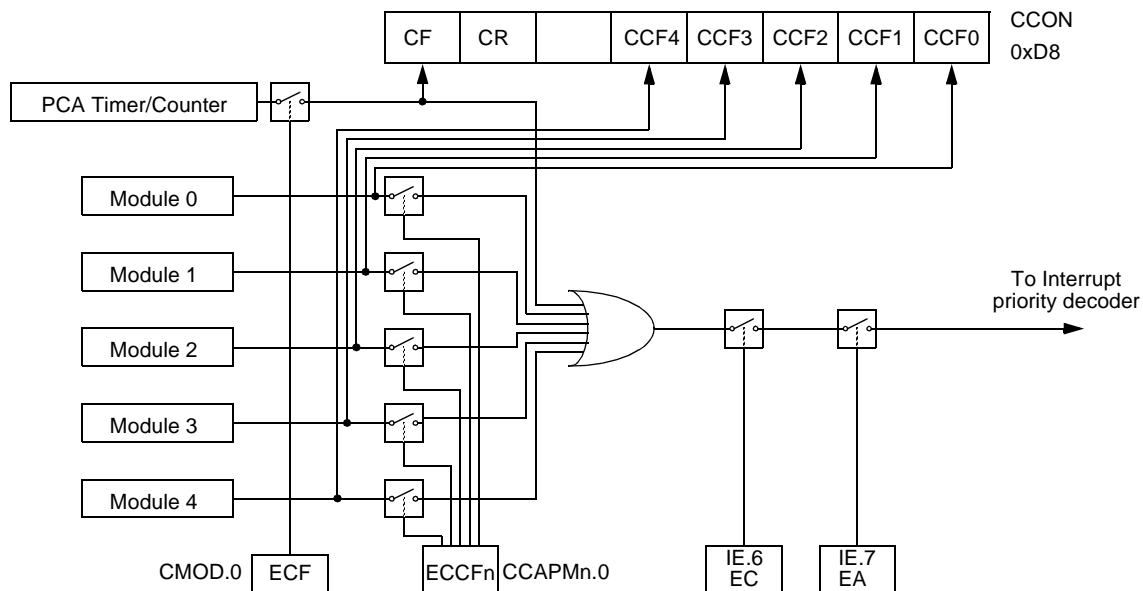 CF CR CCF4 CCF3 CCF2 CCF1 CCF0 CCON
0xD8
PCA Timer/Counter
Module 0
Module 1
To Interrupt
priority decoder
Module 2
Module 3
Module 4
CMOD.0 ECF ECCFn CCAPMn.0
IE.6
EC
IE.7
EA